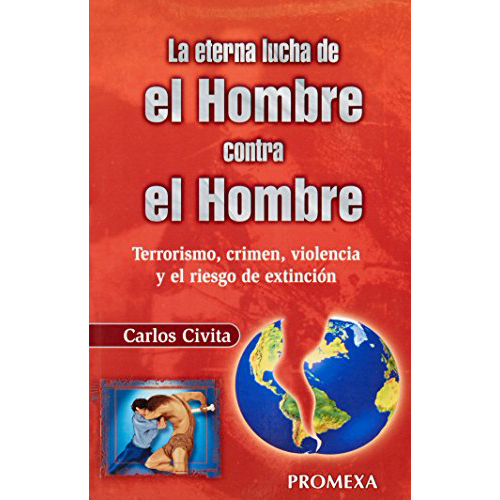 La eterna lucha de
el Hombre
contra
el Hombre
Terrorismo, crimen, violencia
y el riesgo de extinción
Carlos Civita
PROMEXA